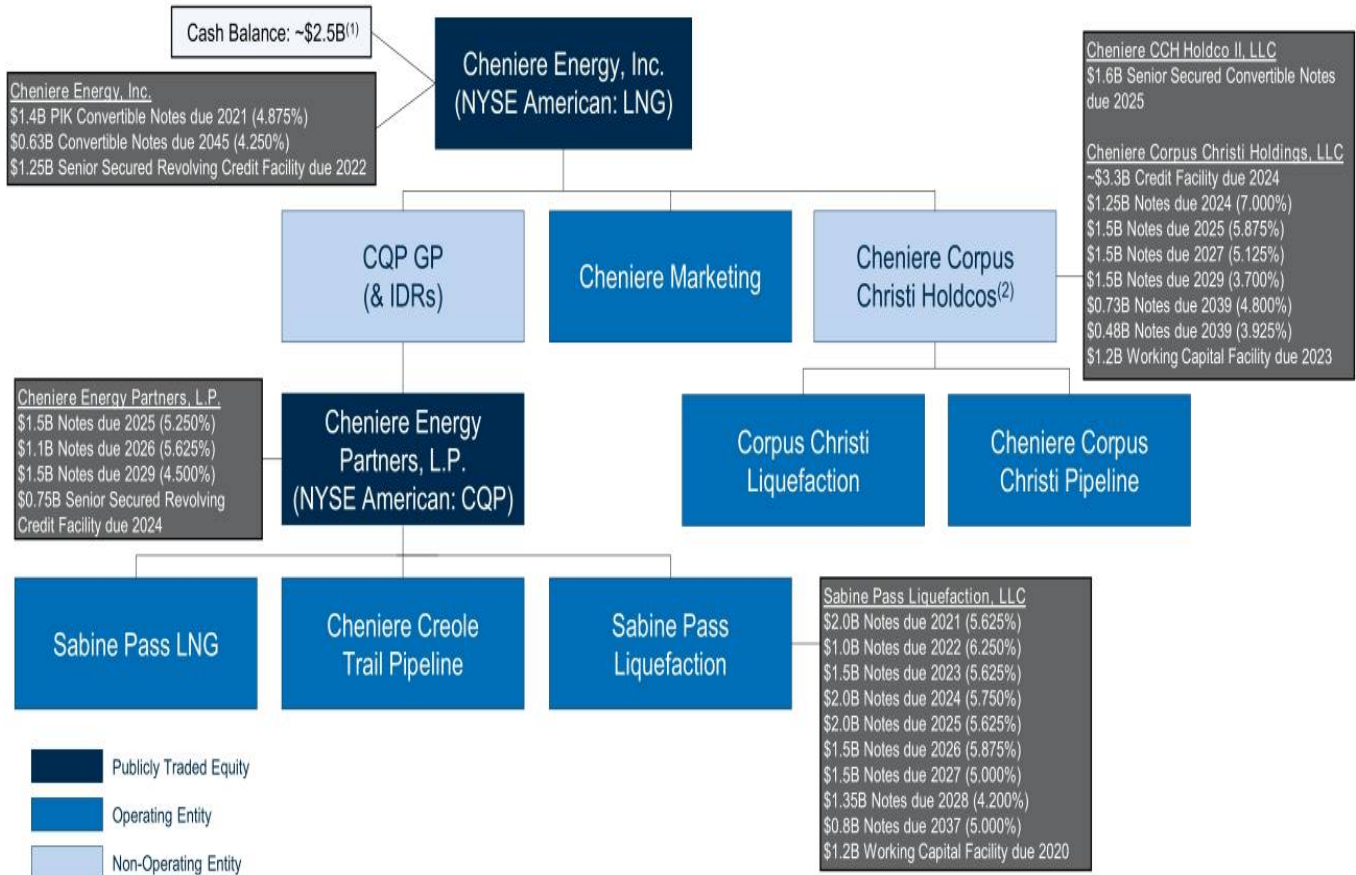 Cash Balance: ~$2.5B(1)
Cheniere Energy, Inc.
(NYSE American: LNG)
Cheniere Energy, Inc.
$1.4B PIK Convertible Notes due 2021 (4.875%)
$0.63B Convertible Notes due 2045 (4.250%)
$1.25B Senior Secured Revolving Credit Facility due 2022
Cheniere CCH Holdco II, LLC
$1.6B Senior Secured Convertible Notes
due 2025
Cheniere Corpus Christi Holdings, LLC
~$3.3B Credit Facility due 2024
$1.25B Notes due 2024 (7.000%)
$1.5B Notes due 2025 (5.875%)
$1.5B Notes due 2027 (5.125%)
$1.5B Notes due 2029 (3.700%)
$0.73B Notes due 2039 (4.800%)
$0.48B Notes due 2039 (3.925%)
$1.2B Working Capital Facility due 2023
CQP GP
(& IDRs)
Cheniere Marketing
Cheniere Corpus
Christi Holdcos(2)
Cheniere Energy Partners, L.P.
$1.5B Notes due 2025 (5.250%)
$1.1B Notes due 2026 (5.625%)
$1.5B Notes due 2029 (4.500%)
$0.75B Senior Secured Revolving
Credit Facility due 2024
Cheniere Energy
Partners, L.P.
(NYSE American: CQP)
Corpus Christi
Liquefaction
Cheniere Corpus
Christi Pipeline
Sabine Pass LNG
Cheniere Creole
Trail Pipeline
Sabine Pass
Liquefaction
Sabine Pass Liquefaction, LLC
$2.0B Notes due 2021 (5.625%)
$1.0B Notes due 2022 (6.250%)
$1.5B Notes due 2023 (5.625%)
$2.0B Notes due 2024 (5.750%)
$2.0B Notes due 2025 (5.625%)
$1.5B Notes due 2026 (5.875%)
$1.5B Notes due 2027 (5.000%)
$1.35B Notes due 2028 (4.200%)
$0.8B Notes due 2037 (5.000%)
$1.2B Working Capital Facility due 2020
Publicly Traded Equity
Operating Entity
Non-Operating Entity